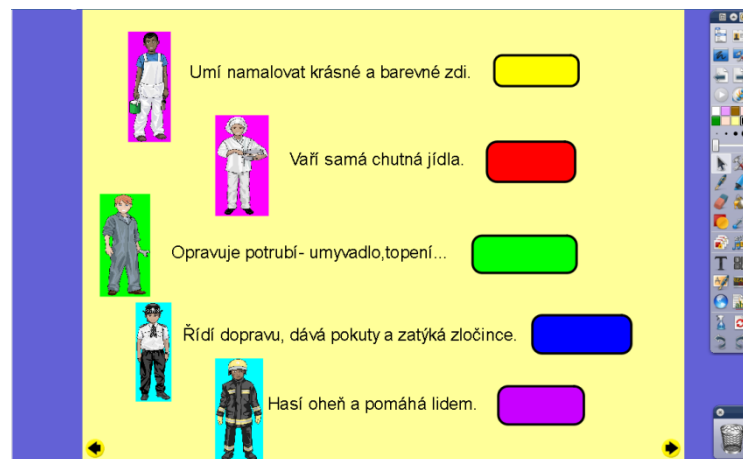 Umí namalovat krásné a barevné zdi.
Vaří samá chutná jídla.
Opravuje potrubí- umyvadlo,topení...
Řídí dopravu, dává pokuty a zatýká zločince.
Hasí oheň a pomáhá lidem.